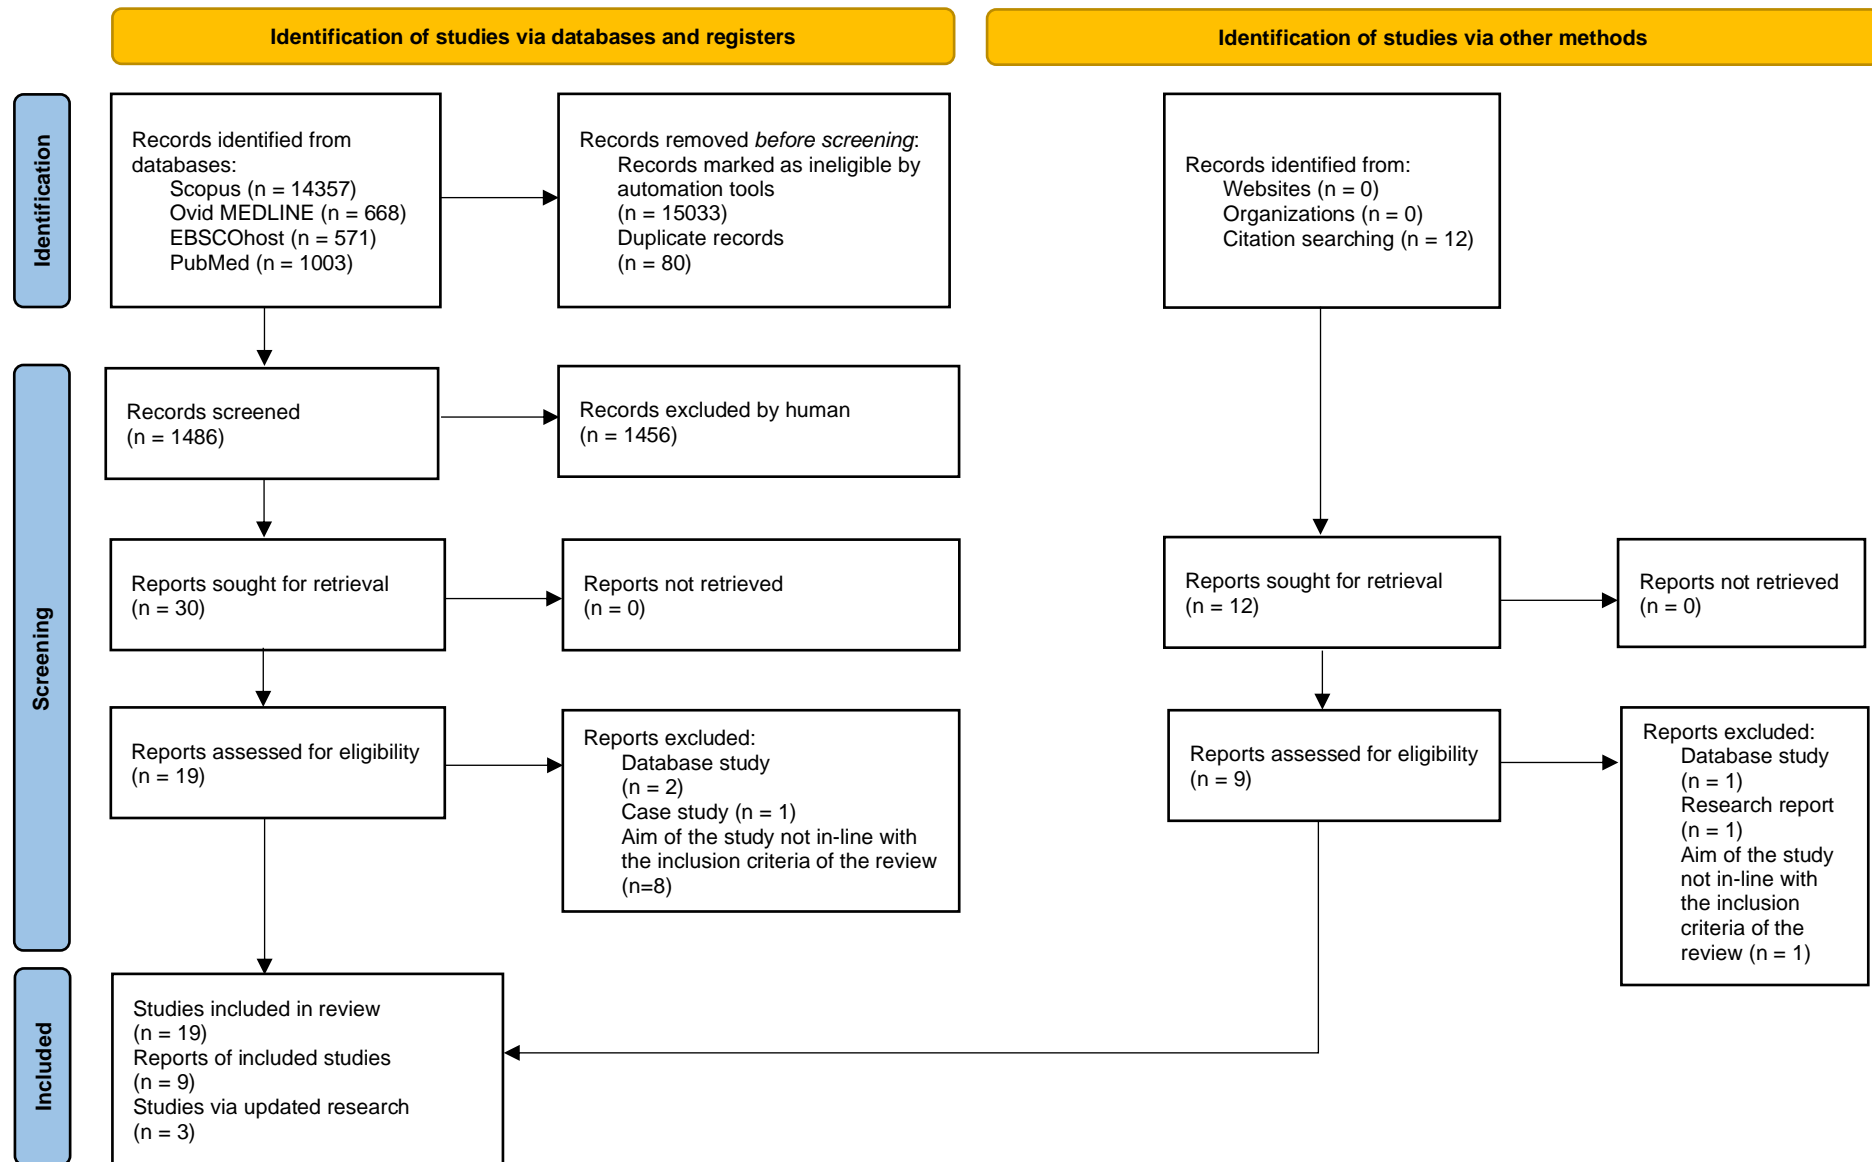 Identification of studies via databases and registers
Identification of studies via other methods
Identification
Records identified from
databases:
Scopus (n = 14357)
Ovid MEDLINE (n = 668)
EBSCOhost (n = 571)
PubMed (n = 1003)
Records removed before screening:
Records marked as ineligible by
automation tools
(n = 15033)
Duplicate records
(n = 80)
Records identified from:
Websites (n = 0)
Organizations (n = 0)
Citation searching (n = 12)
Screening
Records screened
(n = 1486)
Records excluded by human
(n = 1456)
Reports sought for retrieval
(n = 30)
Reports not retrieved
(n = 0)
Reports sought for retrieval
(n = 12)
Reports not retrieved
(n = 0)
Reports assessed for eligibility
(n = 19)
Reports excluded:
Database study
(n = 2)
Case study (n = 1)
Aim of the study not in-line with
the inclusion criteria of the review
(n=8)
Reports assessed for eligibility
(n = 9)
Reports excluded:
Database study
(n = 1)
Research report
(n = 1)
Aim of the study
not in-line with
the inclusion
criteria of the
review (n = 1)
Included
Studies included in review
(n = 19)
Reports of included studies
(n = 9)
Studies via updated research
(n = 3)